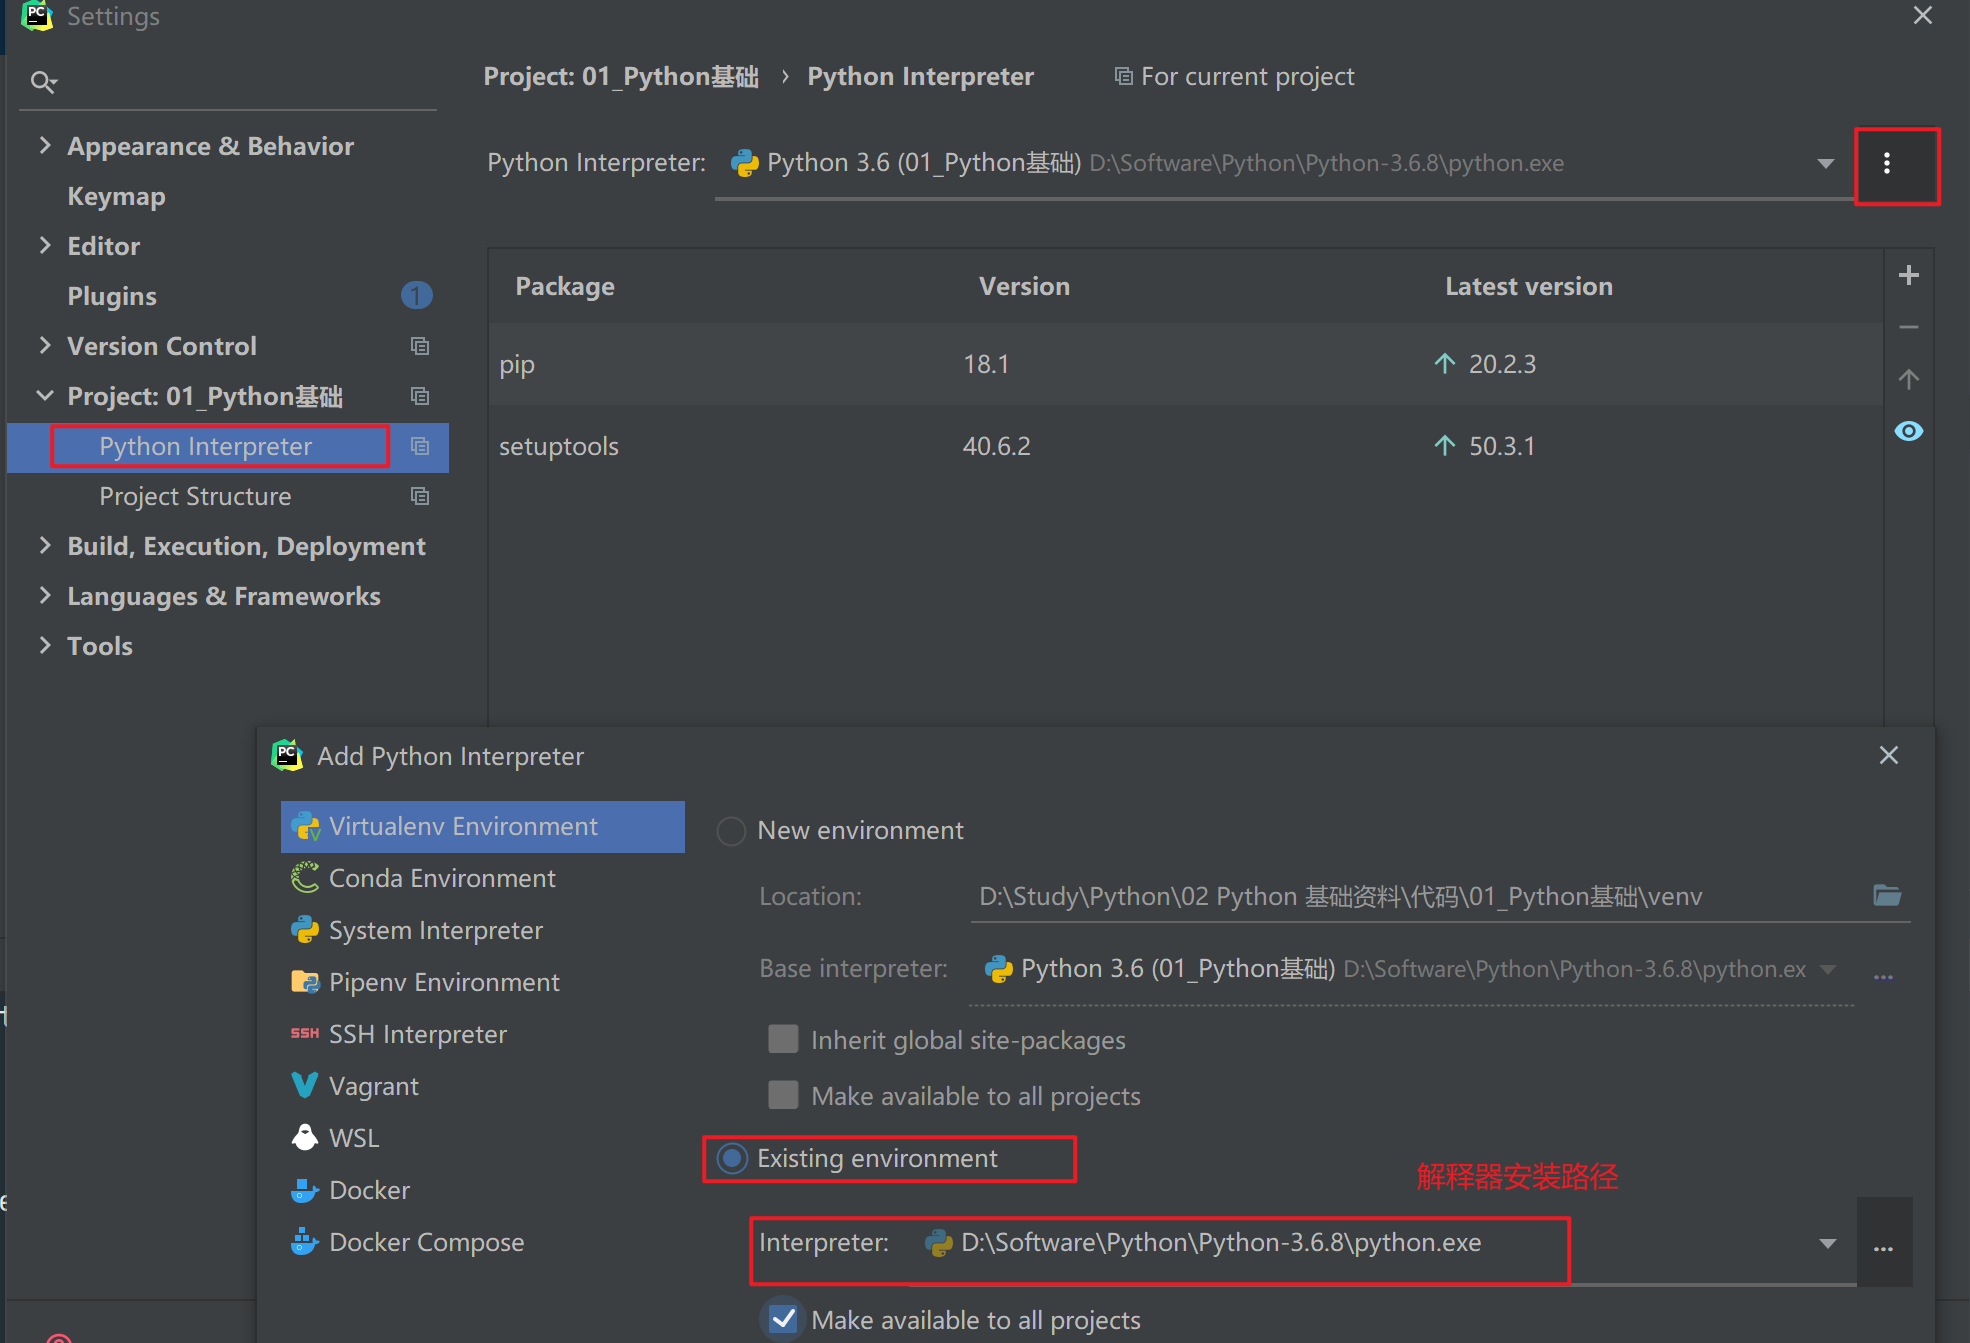 Settings
Project: 01_Python基础 › Python Interpreter For current project
Appearance & Behavior
Keymap
Editor
Plugins 1
Version Control
Project: 01_Python基础
Python Interpreter
Project Structure
Build, Execution, Deployment
Languages & Frameworks
Tools
Python Interpreter: Python 3.6 (01_Python基础) D:\Software\Python\Python-3.6.8\python.exe
Package Version Latest version
pip 18.1 20.2.3
setuptools 40.6.2 50.3.1
Add Python Interpreter
Virtualenv Environment
Conda Environment
System Interpreter
Pipenv Environment
SSH SSH Interpreter
Vagrant
WSL
Docker
Docker Compose
New environment
Location: D:\Study\Python\02 Python 基础资料\代码\01_Python基础\venv
Base interpreter: Python 3.6 (01_Python基础) D:\Software\Python\Python-3.6.8\python.ex ...
Inherit global site-packages
Make available to all projects
Existing environment
解释器安装路径
Interpreter: D:\Software\Python\Python-3.6.8\python.exe ...
Make available to all projects